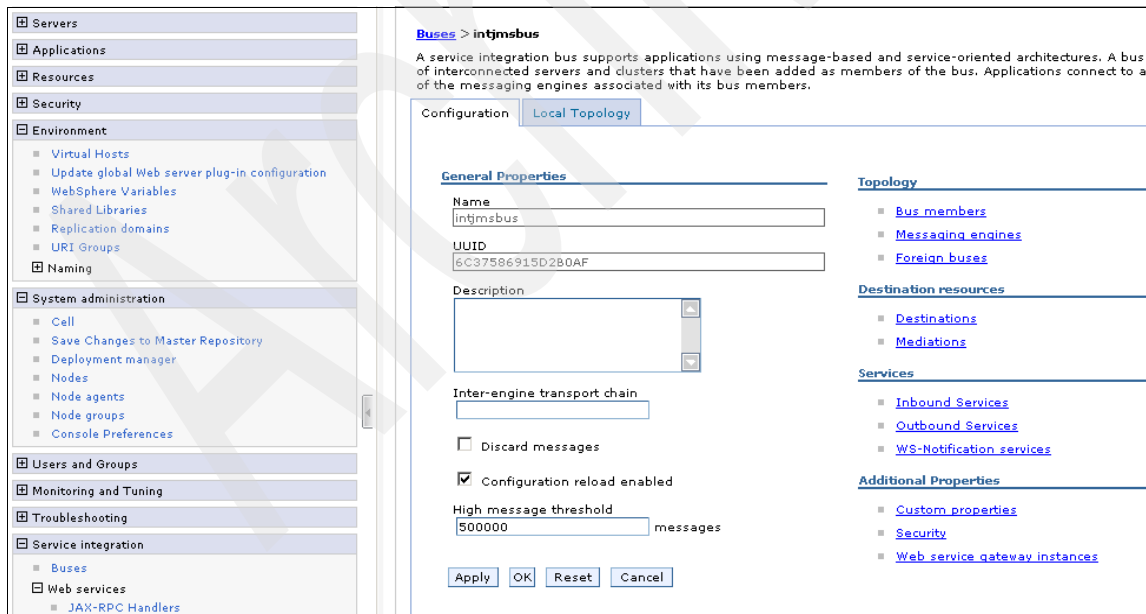 Servers
Applications
Resources
Security
Environment
Virtual Hosts
Update global Web server plug-in configuration
WebSphere Variables
Shared Libraries
Replication domains
URI Groups
Naming
System administration
Cell
Save Changes to Master Repository
Deployment manager
Nodes
Node agents
Node groups
Console Preferences
Users and Groups
Monitoring and Tuning
Troubleshooting
Service integration
Buses
Web services
JAX-RPC Handlers
Buses > intjmsbus
A service integration bus supports applications using message-based and service-oriented architectures. A bus
of interconnected servers and clusters that have been added as members of the bus. Applications connect to a
of the messaging engines associated with its bus members.
Configuration Local Topology
General Properties
Name
intjmsbus
UUID
6C37586915D2B0AF
Description
Inter-engine transport chain
Discard messages
Configuration reload enabled
High message threshold
500000 messages
Apply OK Reset Cancel
Topology
Bus members
Messaging engines
Foreign buses
Destination resources
Destinations
Mediations
Services
Inbound Services
Outbound Services
WS-Notification services
Additional Properties
Custom properties
Security
Web service gateway instances